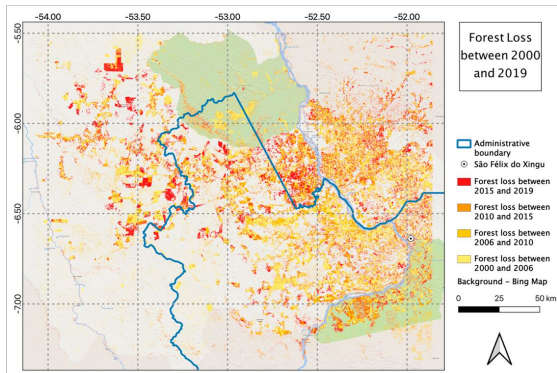 -54.00
-53.50
-53.00
-52.50
-52.00
-5.50
-6.00
-6.50
-7.00
Forest Loss
between 2000
and 2019
Administrative
boundary
São Félix do Xingu
Forest loss between
2015 and 2019
Forest loss between
2010 and 2015
Forest loss between
2006 and 2010
Forest loss between
2000 and 2006
Background - Bing Map
0 25 50 km